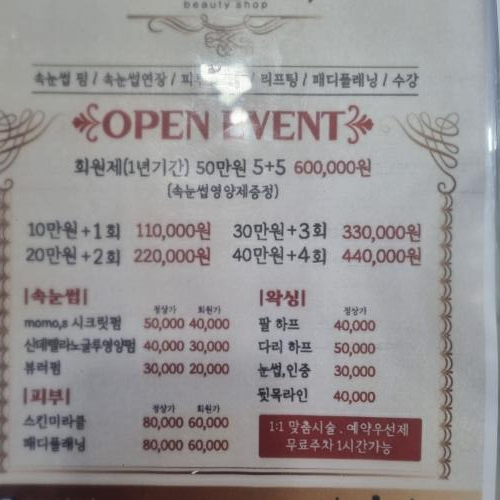 beauty shop
속눈썹 펌 / 속눈썹연장 / 리프팅 / 패디플래닝 / 수강
OPEN EVENT
회원제(1년기간) 50만원 5+5 600,000원
(속눈썹영양제증정)
10만원+1회 110,000원 30만원+3회 330,000원
20만원+2회 220,000원 40만원+4회 440,000원
|속눈썹|
정상가 회원가
momo,s 시크릿펌 50,000 40,000
신데렐라노글루영양펌 40,000 30,000
뷰러펌 30,000 20,000
|피부|
정상가 회원가
스킨미라클 80,000 60,000
패디플래닝 80,000 60,000
|왁싱|
정상가
팔 하프 40,000
다리 하프 50,000
눈썹,인중 30,000
뒷목라인 40,000
1:1 맞춤시술 . 예약우선제
무료주차 1시간가능